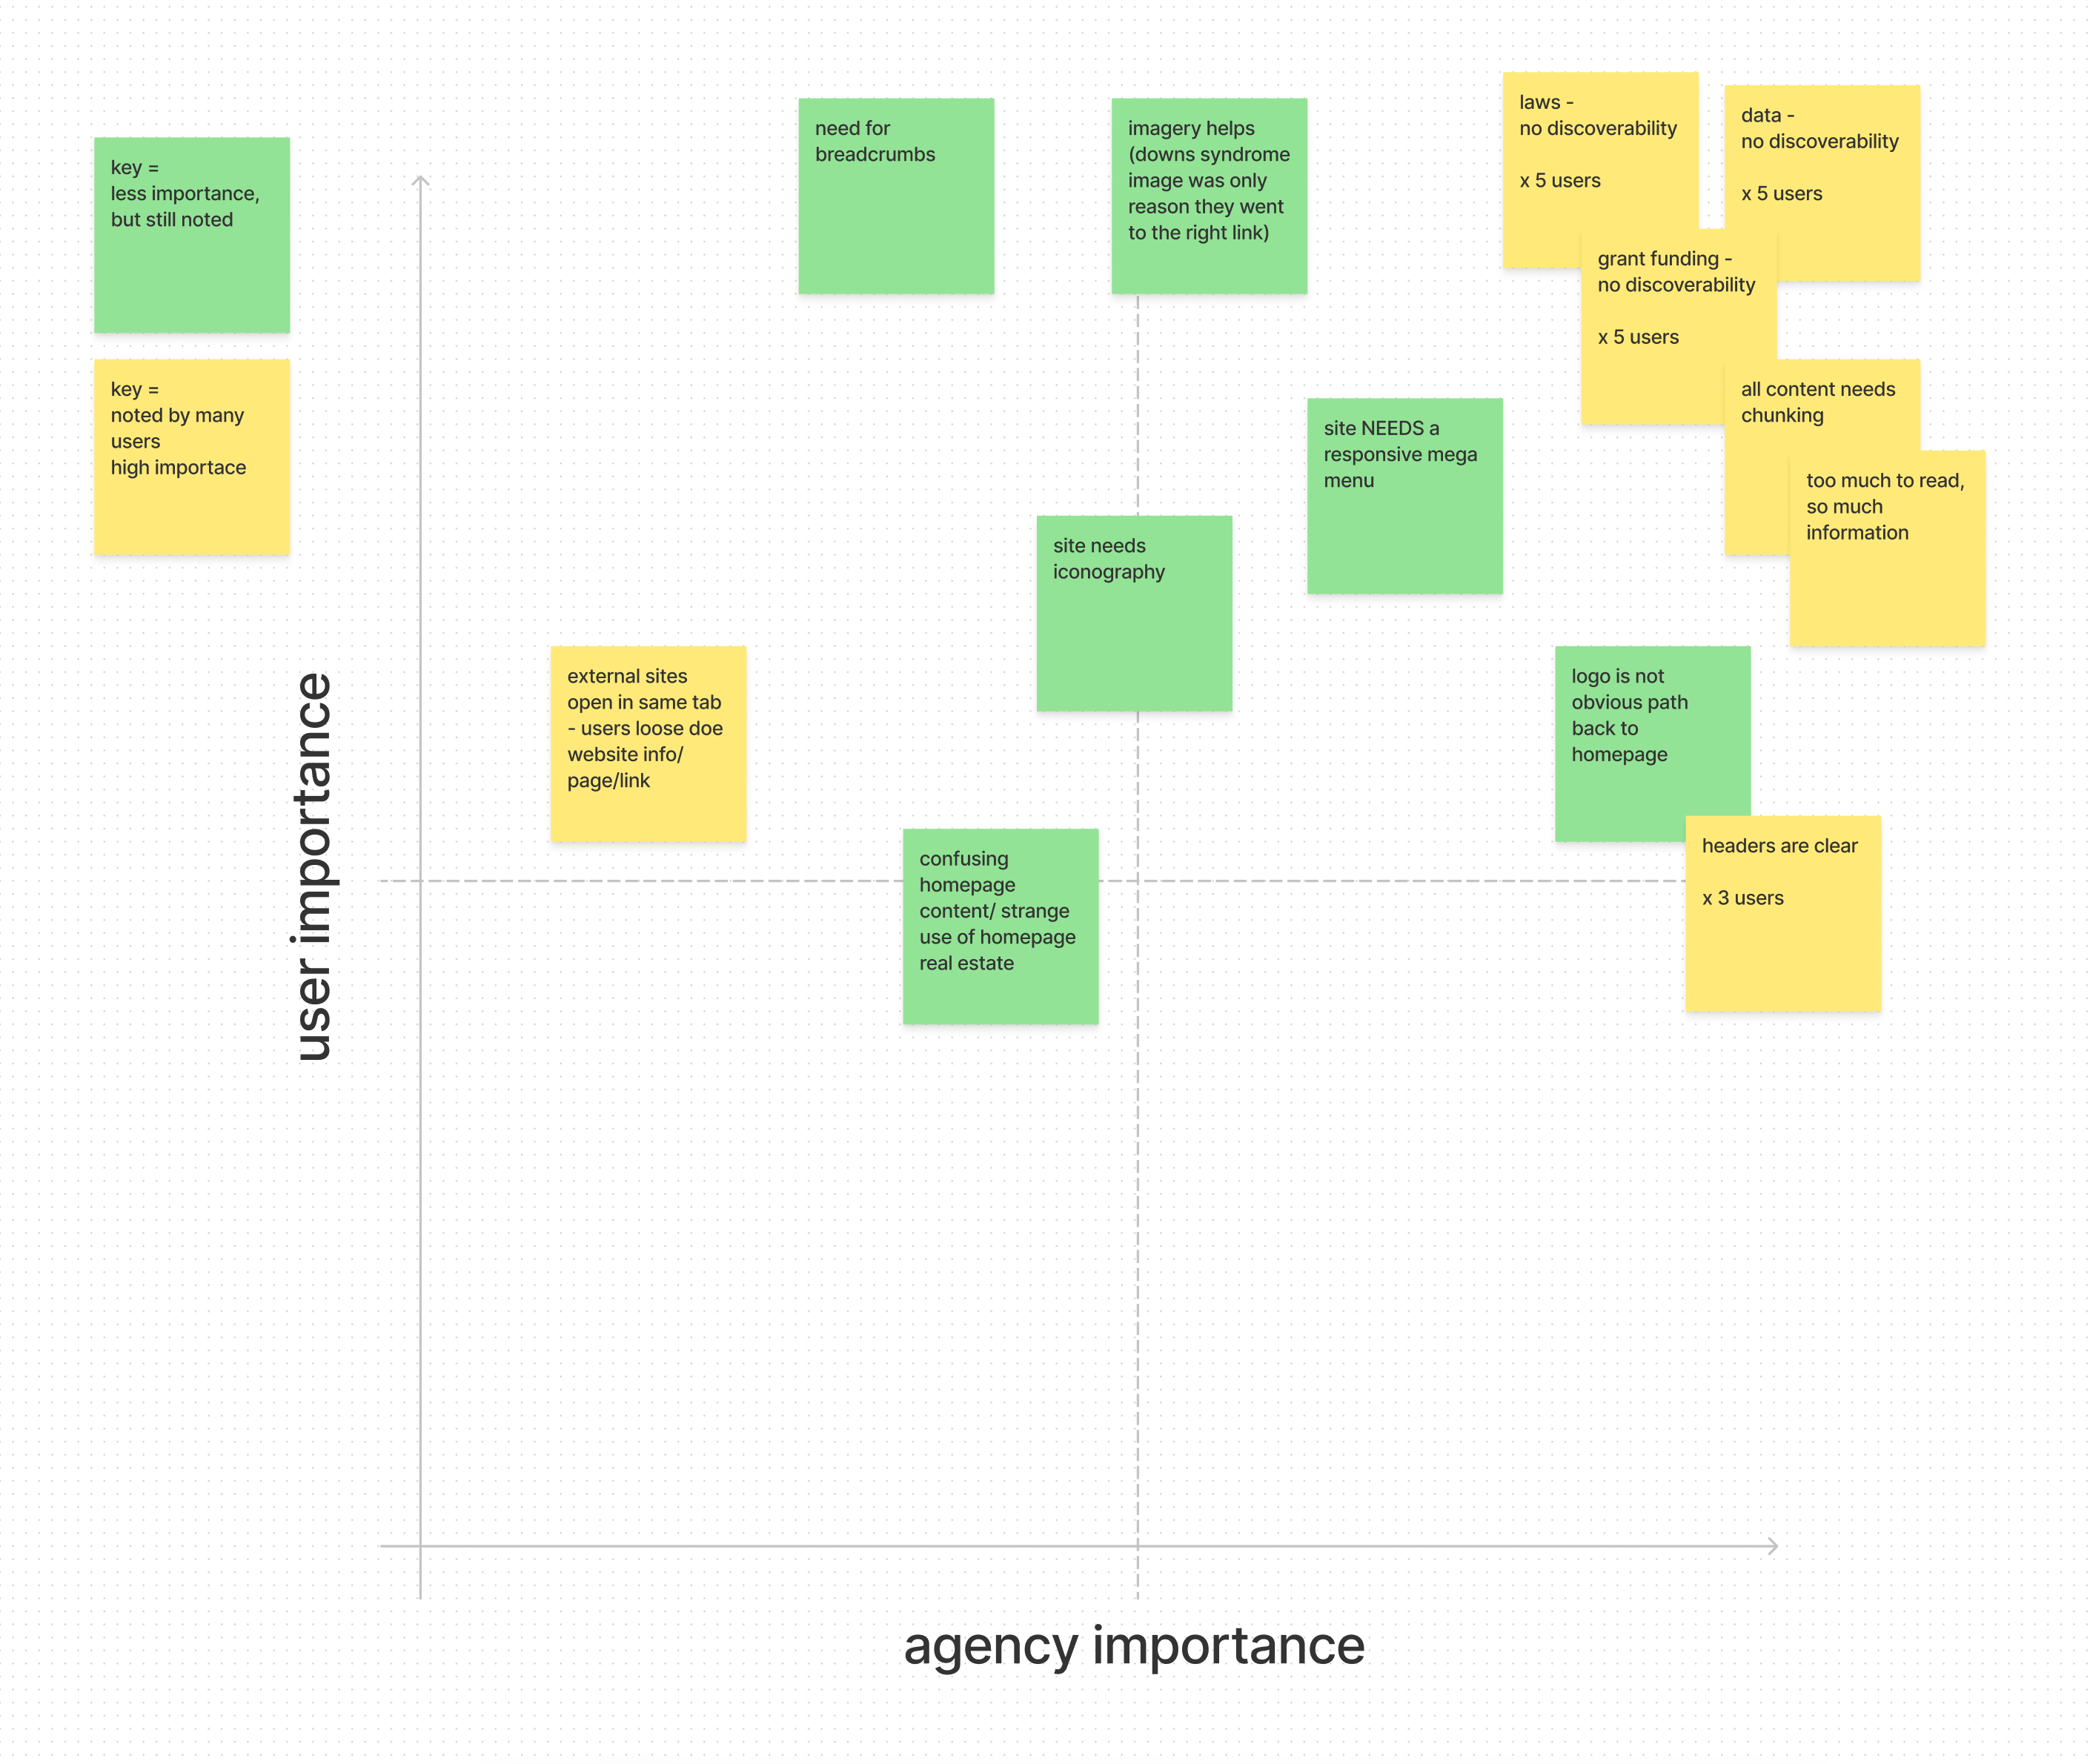 key =
less importance,
but still noted
key =
noted by many
users
high importace
need for
breadcrumbs
imagery helps
(downs syndrome
image was only
reason they went
to the right link)
laws -
no discoverability
x 5 users
data -
no discoverability
x 5 users
grant funding -
no discoverability
x 5 users
all content needs
chunking
too much to read,
so much
information
site NEEDS a
responsive mega
menu
site needs
iconography
external sites
open in same tab
- users loose doe
website info/
page/link
logo is not
obvious path
back to
homepage
headers are clear
x 3 users
confusing
homepage
content/ strange
use of homepage
real estate
user importance
agency importance